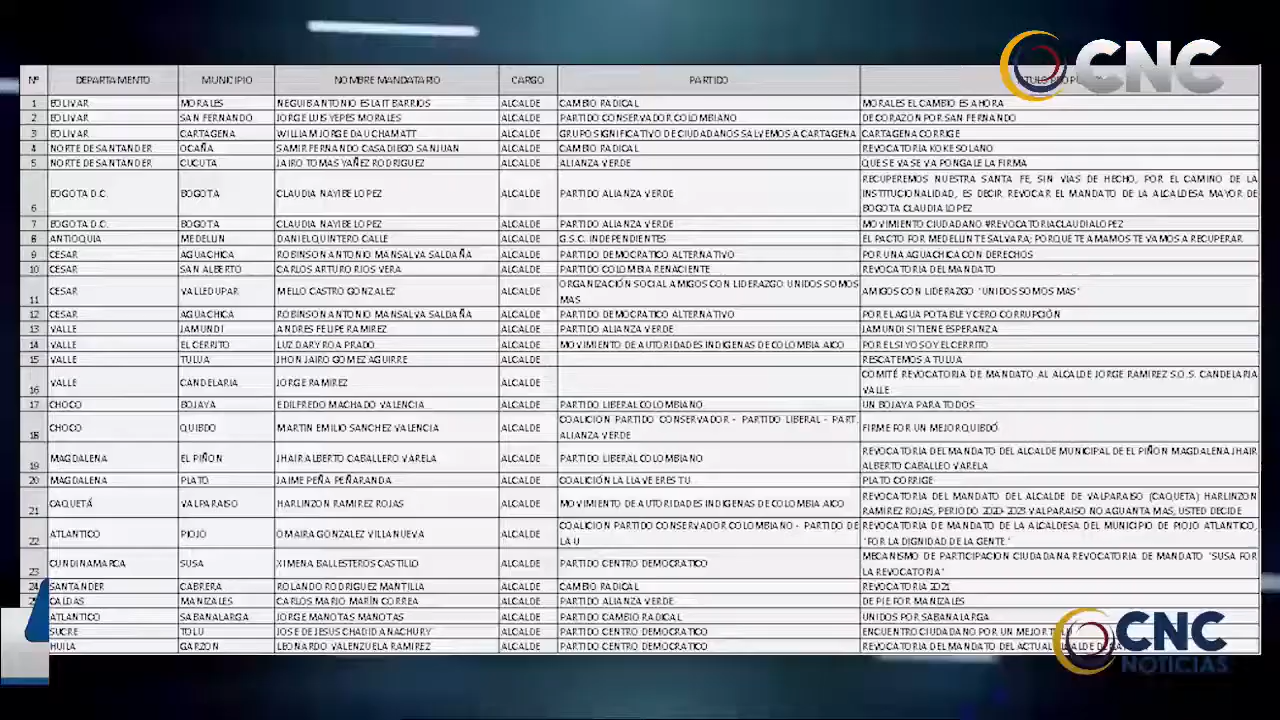 CNC
Nº DEPARTAMENTO MUNICIPIO NOMBRE MANDATARIO CARGO PARTIDO
1 BOLIVAR MORALES NEGUIB ANTONIO ESLAIT BARRIOS ALCALDE CAMBIO RADICAL MORALES EL CAMBIO ES AHORA
2 BOLIVAR SAN FERNANDO JORGE LUIS YEPES MORALES ALCALDE PARTIDO CONSERVADOR COLOMBIANO DE CORAZON POR SAN FERNANDO
3 BOLIVAR CARTAGENA WILLIAM JORGE DAU CHAMATT ALCALDE GRUPO SIGNIFICATIVO DE CIUDADANOS SALVEMOS A CARTAGENA CARTAGENA CORRIGE
4 NORTE DE SANTANDER OCAÑA SAMIR FERNANDO CASADIEGO SANJUAN ALCALDE CAMBIO RADICAL REVOCATORIA KOKE SOLANO
5 NORTE DE SANTANDER CUCUTA JAIRO TOMAS YAÑEZ RODRIGUEZ ALCALDE ALIANZA VERDE QUE SE VA SE VA PONGALE LA FIRMA
6 BOGOTA D.C. BOGOTA CLAUDIA NAYIBE LOPEZ ALCALDE PARTIDO ALIANZA VERDE RECUPEREMOS NUESTRA SANTA FE, SIN VIAS DE HECHO, POR EL CAMINO DE LA
INSTITUCIONALIDAD, ES DECIR REVOCAR EL MANDATO DE LA ALCALDESA MAYOR DE
BOGOTA CLAUDIA LOPEZ
7 BOGOTA D.C. BOGOTA CLAUDIA NAYIBE LOPEZ ALCALDE PARTIDO ALIANZA VERDE MOVIMIENTO CIUDADANO #REVOCATORIACLAUDIALOPEZ
8 ANTIOQUIA MEDELLIN DANIEL QUINTERO CALLE ALCALDE G.S.C. INDEPENDIENTES EL PACTO POR MEDELLIN TE SALVARA; PORQUE TE AMAMOS TE VAMOS A RECUPERAR
9 CESAR AGUACHICA ROBINSON ANTONIO MANSALVA SALDAÑA ALCALDE PARTIDO DEMOCRATICO ALTERNATIVO POR UNA AGUACHICA CON DERECHOS
10 CESAR SAN ALBERTO CARLOS ARTURO RIOS VERA ALCALDE PARTIDO COLOMBIA RENACIENTE REVOCATORIA DEL MANDATO
11 CESAR VALLEDUPAR MELLO CASTRO GONZALEZ ALCALDE ORGANIZACIÓN SOCIAL AMIGOS CON LIDERAZGO UNIDOS SOMOS
MAS AMIGOS CON LIDERAZGO "UNIDOS SOMOS MAS"
12 CESAR AGUACHICA ROBINSON ANTONIO MANSALVA SALDAÑA ALCALDE PARTIDO DEMOCRATICO ALTERNATIVO POR EL AGUA POTABLE Y CERO CORRUPCIÓN
13 VALLE JAMUNDI ANDRES FELIPE RAMIREZ ALCALDE PARTIDO ALIANZA VERDE JAMUNDI SI TIENE ESPERANZA
14 VALLE EL CERRITO LUZ DARY ROA PRADO ALCALDE MOVIMIENTO DE AUTORIDADES INDIGENAS DE COLOMBIA AICO POR EL SI YO SOY EL CERRITO
15 VALLE TULUA JHON JAIRO GOMEZ AGUIRRE ALCALDE RESCATEMOS A TULUA
16 VALLE CANDELARIA JORGE RAMIREZ ALCALDE COMITÉ REVOCATORIA DE MANDATO AL ALCALDE JORGE RAMIREZ S.O.S. CANDELARIA
VALLE
17 CHOCO BOJAYA EDILFREDO MACHADO VALENCIA ALCALDE PARTIDO LIBERAL COLOMBIANO UN BOJAYA PARA TODOS
18 CHOCO QUIBDO MARTIN EMILIO SANCHEZ VALENCIA ALCALDE COALICION PARTIDO CONSERVADOR - PARTIDO LIBERAL - PART.
ALIANZA VERDE FIRME POR UN MEJOR QUIBDÓ
19 MAGDALENA EL PIÑON JHAIR ALBERTO CABALLERO VARELA ALCALDE PARTIDO LIBERAL COLOMBIANO REVOCATORIA DEL MANDATO DEL ALCALDE MUNICIPAL DE EL PIÑON MAGDALENA JHAIR
ALBERTO CABALLEO VARELA
20 MAGDALENA PLATO JAIME PEÑA PEÑARANDA ALCALDE COALICIÓN LA LLAVE ERES TU PLATO CORRIGE
21 CAQUETÁ VALPARAISO HARLINZON RAMIREZ ROJAS ALCALDE MOVIMIENTO DE AUTORIDADES INDIGENAS DE COLOMBIA AICO REVOCATORIA DEL MANDATO DEL ALCALDE DE VALPARAISO (CAQUETA) HARLINZON
RAMIREZ ROJAS, PERIODO 2020-2023 VALPARAISO NO AGUANTA MAS, USTED DECIDE
22 ATLANTICO PIOJO OMAIRA GONZALEZ VILLANUEVA ALCALDE COALICION PARTIDO CONSERVADOR COLOMBIANO - PARTIDO DE
LA U REVOCATORIA DE MANDATO DE LA ALCALDESA DEL MUNICIPIO DE PIOJO ATLANTICO,
"POR LA DIGNIDAD DE LA GENTE"
23 CUNDINAMARCA SUSA XIMENA BALLESTEROS CASTILLO ALCALDE PARTIDO CENTRO DEMOCRATICO MECANISMO DE PARTICIPACION CIUDADANA REVOCATORIA DE MANDATO "SUSA POR
LA REVOCATORIA"
24 SANTANDER CABRERA ROLANDO RODRIGUEZ MANTILLA ALCALDE CAMBIO RADICAL REVOCATORIA 2021
CALDAS MANIZALES CARLOS MARIO MARÍN CORREA ALCALDE PARTIDO ALIANZA VERDE DE PIE POR MANIZALES
ATLANTICO SABANALARGA JORGE MANOTAS MANOTAS ALCALDE PARTIDO CAMBIO RADICAL UNIDOS POR SABANALARGA
SUCRE TOLU JOSE DE JESUS CHADID ANACHURY ALCALDE PARTIDO CENTRO DEMOCRATICO ENCUENTRO CIUDADANO POR UN MEJOR
HUILA GARZON LEONARDO VALENZUELA RAMIREZ ALCALDE PARTIDO CENTRO DEMOCRATICO REVOCATORIA DEL MANDATO DEL ACTUAL
CNC
NOTICIAS